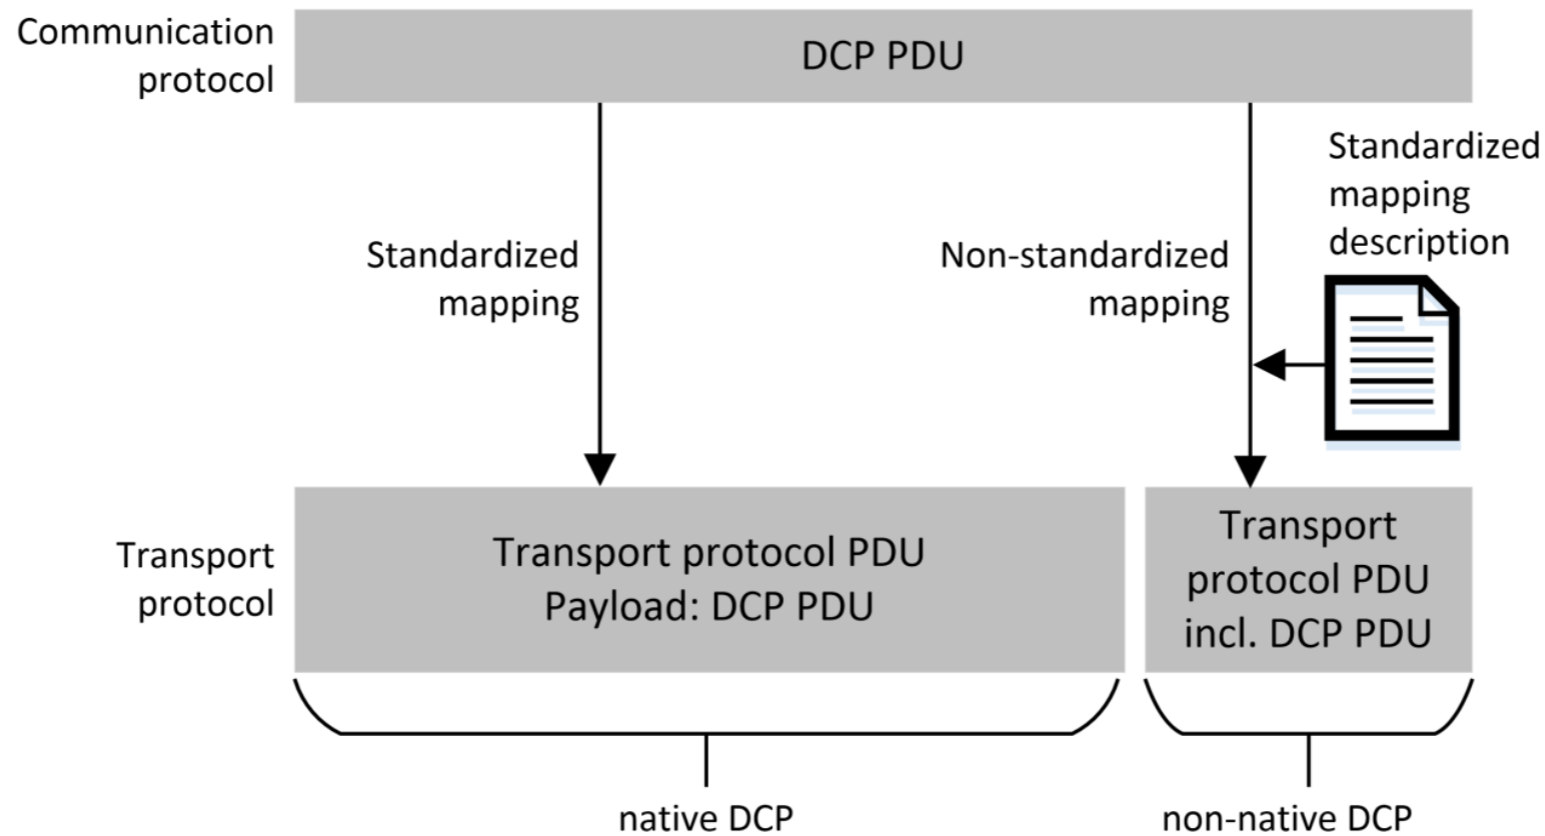 Communication
protocol
DCP PDU
Standardized
mapping
Non-standardized
mapping
Standardized
mapping
description
Transport
protocol
Transport protocol PDU
Payload: DCP PDU
Transport
protocol PDU
incl. DCP PDU
native DCP
non-native DCP